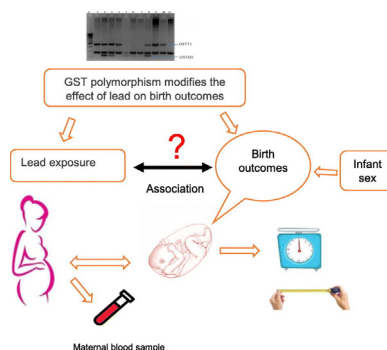 GST polymorphism modifies the
effect of lead on birth outcomes
Lead exposure
?
Association
Birth
outcomes
Infant
sex
Maternal blood sample